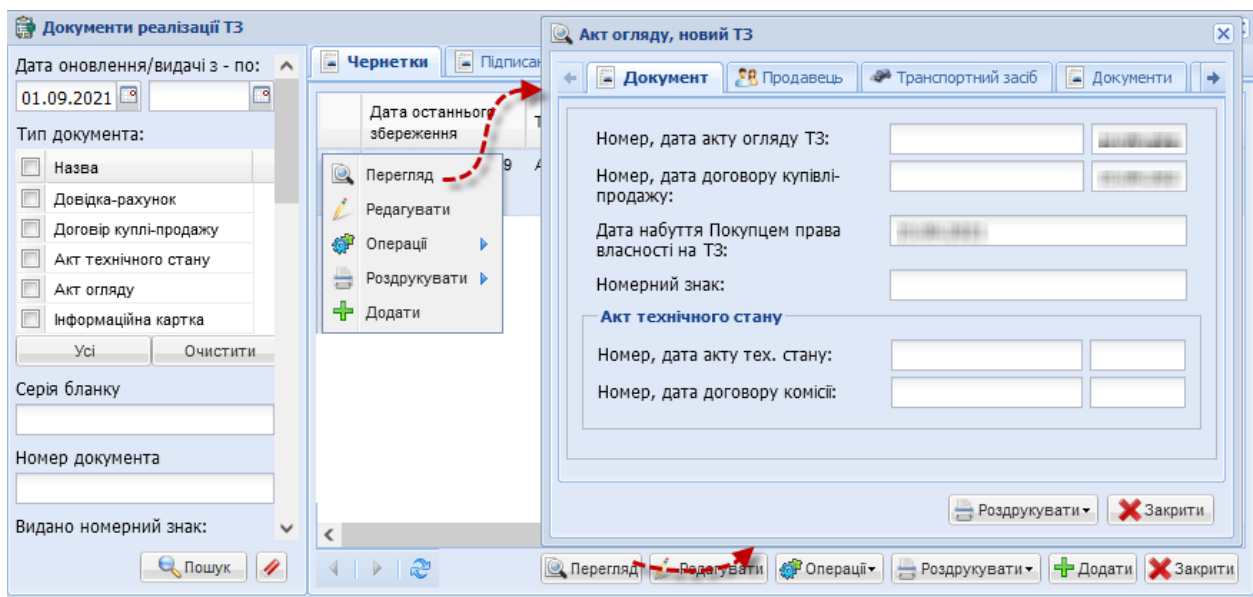 Документи реалізації ТЗ
Дата оновлення/видачі з - по:
01.09.2021
Тип документа:
Назва
Довідка-рахунок
Договір куплі-продажу
Акт технічного стану
Акт огляду
Інформаційна картка
Усі Очистити
Серія бланку
Номер документа
Видано номерний знак:
Пошук
Чернетки
Дата останнього
збереження
9
Перегляд
Редагувати
Операції
Роздрукувати
Додати
Акт огляду, новий ТЗ
Документ Продавець Транспортний засіб Документи
Номер, дата акту огляду ТЗ:
Номер, дата договору купівлі-
продажу:
Дата набуття Покупцем права
власності на ТЗ:
Номерний знак:
Акт технічного стану
Номер, дата акту тех. стану:
Номер, дата договору комісії:
Роздрукувати Закрити
Перегляд Редагувати Операції Роздрукувати Додати Закрити